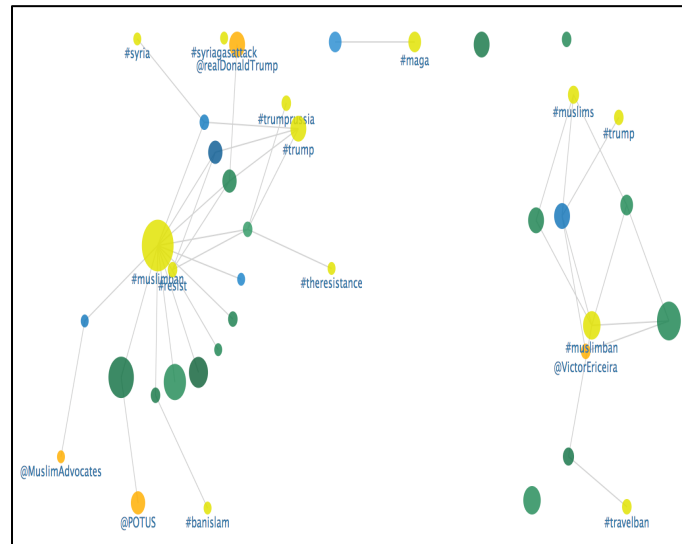 #syria
#syriagasattack
@realDonaldTrump
#maga
#trumprussia
#trump
#muslims
#trump
#muslimban
#resist
#theresistance
#muslimban
@VictorEriceira
@MuslimAdvocates
@POTUS
#banislam
#travelban